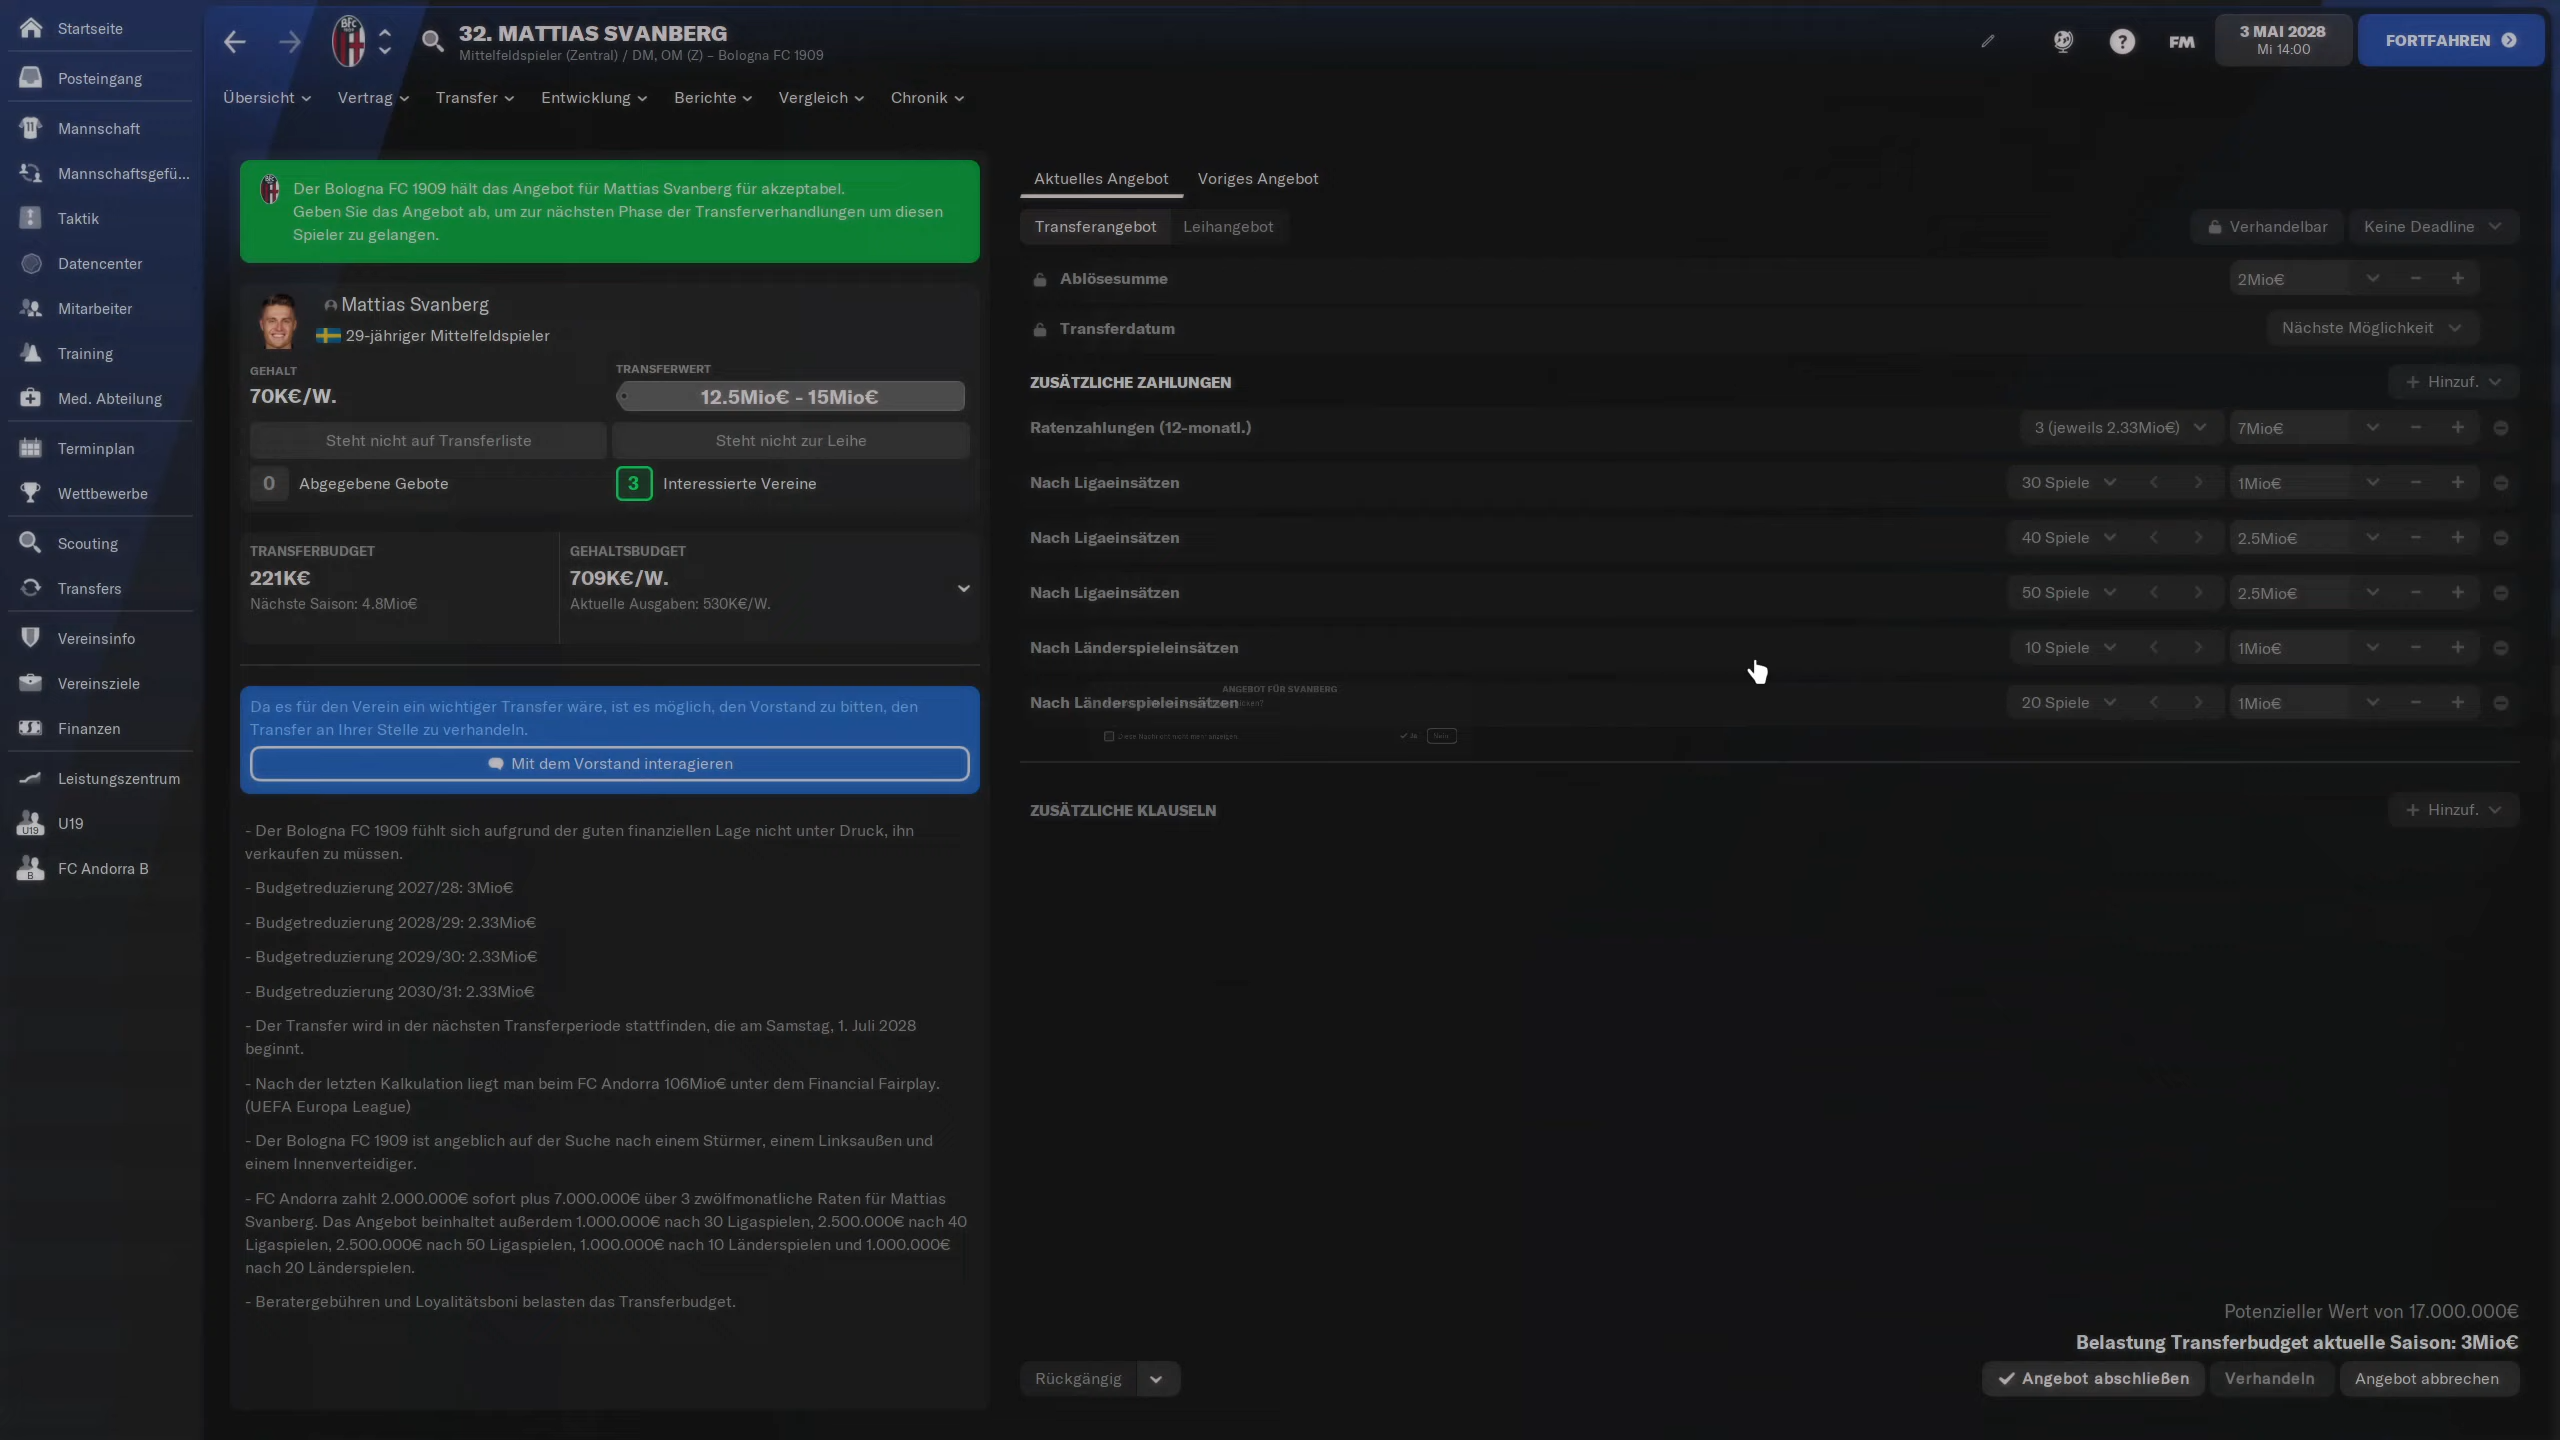 Startseite
Posteingang
Mannschaft
Mannschaftsgefü...
Taktik
Datencenter
Mitarbeiter
Training
Med. Abteilung
Terminplan
Wettbewerbe
Scouting
Transfers
Vereinsinfo
Vereinsziele
Finanzen
Leistungszentrum
U19
U19
B
FC Andorra B
32. MATTIAS SVANBERG
Mittelfeldspieler (Zentral) / DM, OM (Z) – Bologna FC 1909
FM
3 MAI 2028
Mi 14:00
FORTFAHREN
Übersicht Vertrag Transfer Entwicklung Berichte Vergleich Chronik
Der Bologna FC 1909 hält das Angebot für Mattias Svanberg für akzeptabel.
Geben Sie das Angebot ab, um zur nächsten Phase der Transferverhandlungen um diesen
Spieler zu gelangen.
Mattias Svanberg
29-jähriger Mittelfeldspieler
GEHALT
70K€/W.
TRANSFERWERT
12.5Mio€ - 15Mio€
Steht nicht auf Transferliste
Steht nicht zur Leihe
0 Abgegebene Gebote
3 Interessierte Vereine
TRANSFERBUDGET
221K€
Nächste Saison: 4.8Mio€
GEHALTSBUDGET
709K€/W.
Aktuelle Ausgaben: 530K€/W.
Da es für den Verein ein wichtiger Transfer wäre, ist es möglich, den Vorstand zu bitten, den
Transfer an Ihrer Stelle zu verhandeln.
Mit dem Vorstand interagieren
- Der Bologna FC 1909 fühlt sich aufgrund der guten finanziellen Lage nicht unter Druck, ihn
verkaufen zu müssen.
- Budgetreduzierung 2027/28: 3Mio€
- Budgetreduzierung 2028/29: 2.33Mio€
- Budgetreduzierung 2029/30: 2.33Mio€
- Budgetreduzierung 2030/31: 2.33Mio€
- Der Transfer wird in der nächsten Transferperiode stattfinden, die am Samstag, 1. Juli 2028
beginnt.
- Nach der letzten Kalkulation liegt man beim FC Andorra 106Mio€ unter dem Financial Fairplay.
(UEFA Europa League)
- Der Bologna FC 1909 ist angeblich auf der Suche nach einem Stürmer, einem Linksaußen und
einem Innenverteidiger.
- FC Andorra zahlt 2.000.000€ sofort plus 7.000.000€ über 3 zwölfmonatliche Raten für Mattias
Svanberg. Das Angebot beinhaltet außerdem 1.000.000€ nach 30 Ligaspielen, 2.500.000€ nach 40
Ligaspielen, 2.500.000€ nach 50 Ligaspielen, 1.000.000€ nach 10 Länderspielen und 1.000.000€
nach 20 Länderspielen.
- Beratergebühren und Loyalitätsboni belasten das Transferbudget.
Aktuelles Angebot Voriges Angebot
Transferangebot Leihangebot
Verhandelbar Keine Deadline
Ablösesumme 2Mio€
Transferdatum Nächste Möglichkeit
ZUSÄTZLICHE ZAHLUNGEN Hinzuf.
Ratenzahlungen (12-monatl.) 3 (jeweils 2.33Mio€) 7Mio€
Nach Ligaeinsätzen 30 Spiele 1Mio€
Nach Ligaeinsätzen 40 Spiele 2.5Mio€
Nach Ligaeinsätzen 50 Spiele 2.5Mio€
Nach Länderspieleinsätzen 10 Spiele 1Mio€
ANGEBOT FÜR SVANBERG
Nach Länderspieleinsätzen 20 Spiele 1Mio€
Diese Nachricht nicht mehr anzeigen Ja Nein
ZUSÄTZLICHE KLAUSELN Hinzuf.
Potenzieller Wert von 17.000.000€
Belastung Transferbudget aktuelle Saison: 3Mio€
Rückgängig
Angebot abschließen Verhandeln Angebot abbrechen